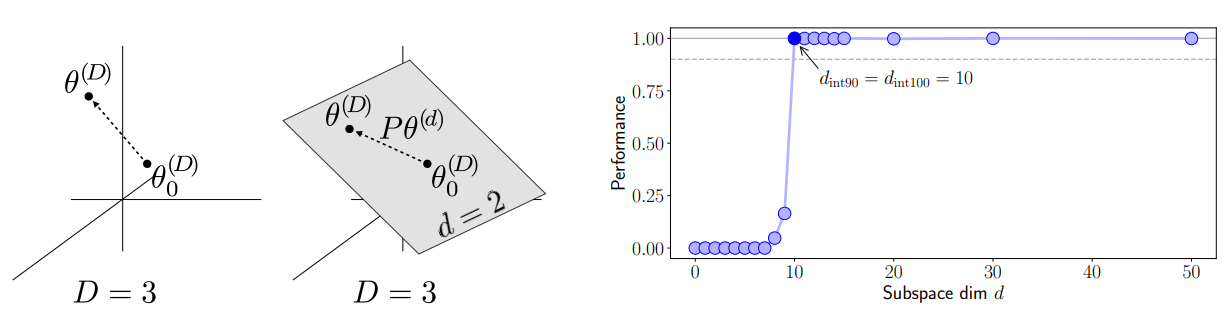 θ^(D)
θ_0^(D)
D = 3
θ^(D)
Pθ^(d)
θ_0^(D)
d = 2
D = 3
Performance
1.00
0.75
0.50
0.25
0.00
d_int90 = d_int100 = 10
0 10 20 30 40 50
Subspace dim d